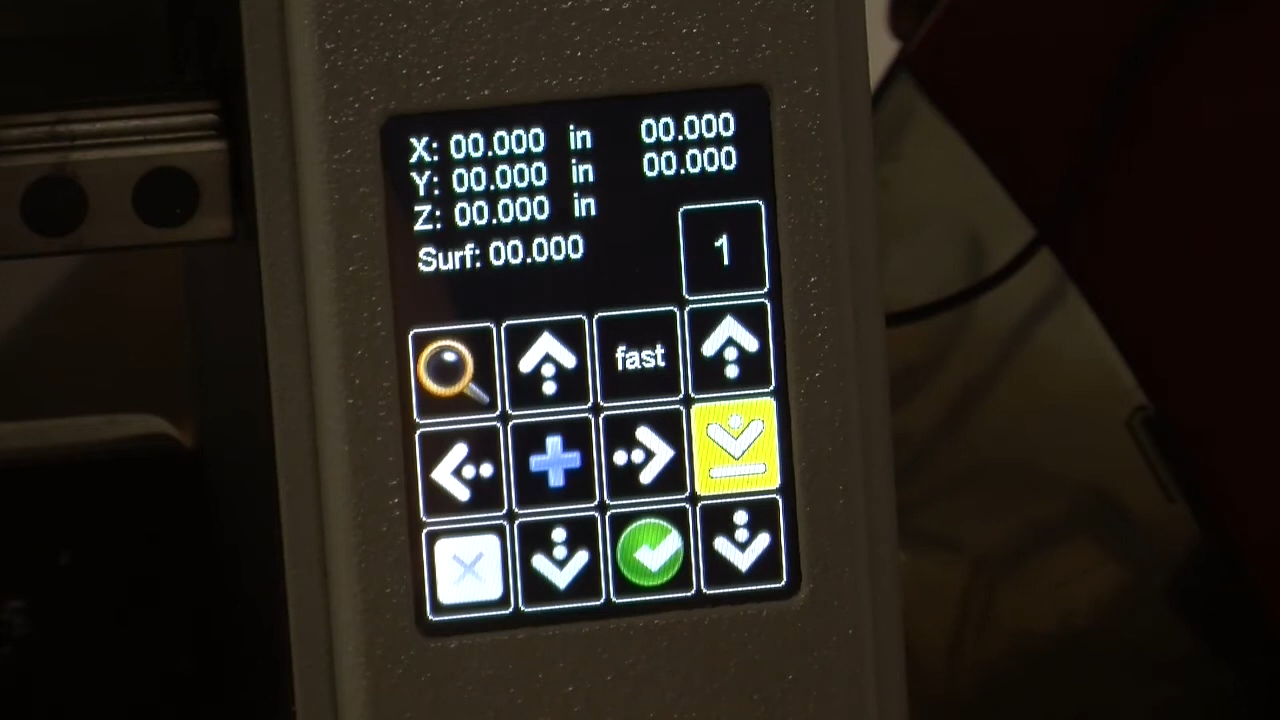 X: 00.000 in 00.000
Y: 00.000 in 00.000
Z: 00.000 in
Surf: 00.000
1
fast